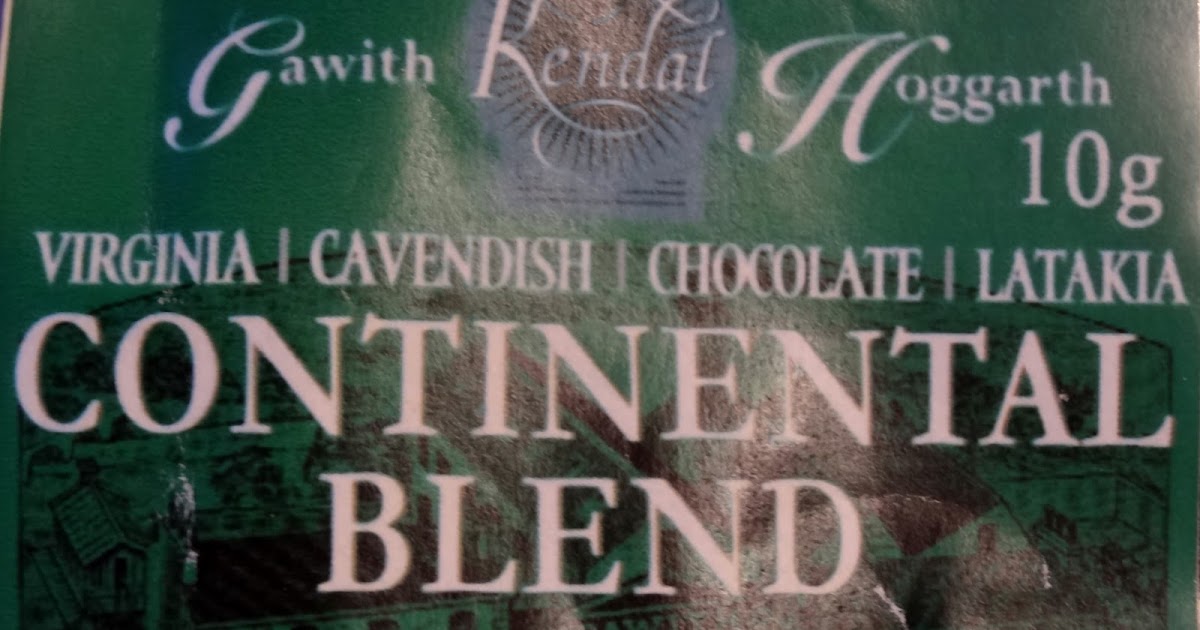 Gawith Kendal Hoggarth
10g
VIRGINIA | CAVENDISH | CHOCOLATE | LATAKIA
CONTINENTAL
BLEND